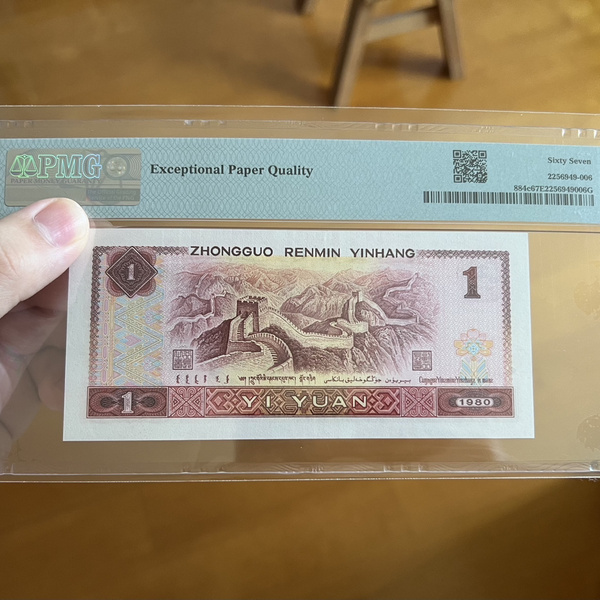 PMG
Exceptional Paper Quality
Sixty Seven
2256949-006
884c67E2256949006G
ZHONGGUO RENMIN YINHANG
1
1
1
YI YUAN
1980